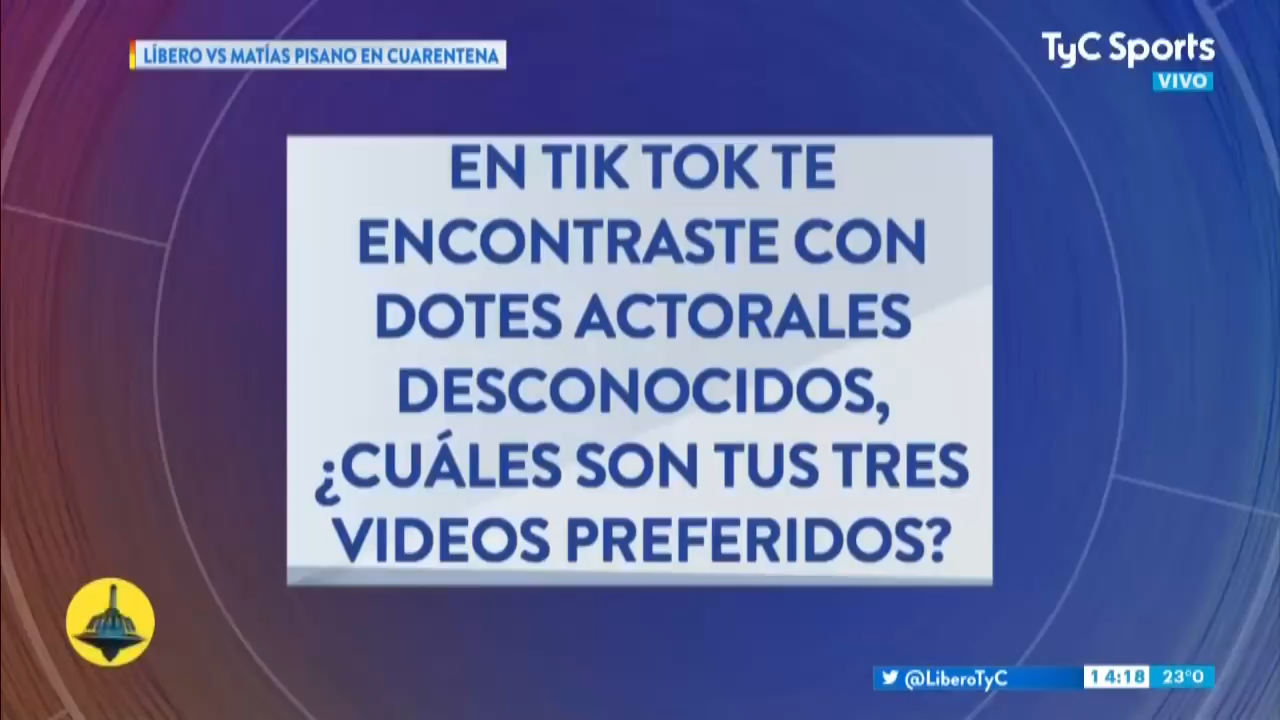 LÍBERO VS MATÍAS PISANO EN CUARENTENA
TyC Sports
VIVO
EN TIK TOK TE
ENCONTRASTE CON
DOTES ACTORALES
DESCONOCIDOS,
¿CUÁLES SON TUS TRES
VIDEOS PREFERIDOS?
@LiberoTyC 14:18 23°0